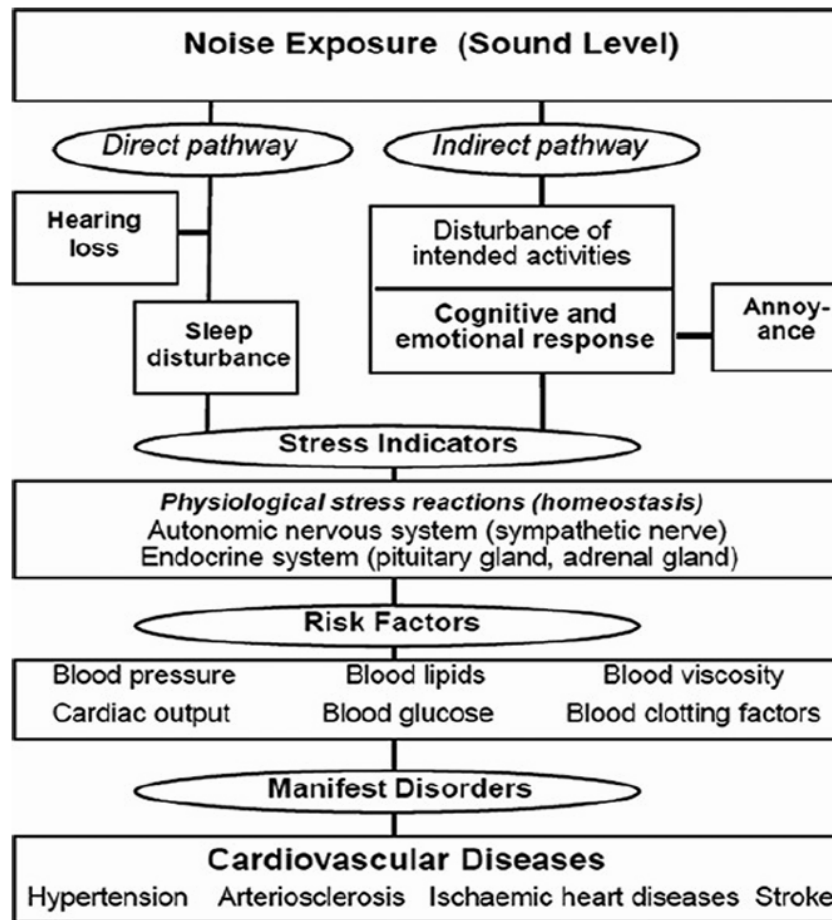 Noise Exposure (Sound Level)
Direct pathway
Indirect pathway
Hearing
loss
Disturbance of
intended activities
Sleep
disturbance
Cognitive and
emotional response
Annoy-
ance
Stress Indicators
Physiological stress reactions (homeostasis)
Autonomic nervous system (sympathetic nerve)
Endocrine system (pituitary gland, adrenal gland)
Risk Factors
Blood pressure Blood lipids Blood viscosity
Cardiac output Blood glucose Blood clotting factors
Manifest Disorders
Cardiovascular Diseases
Hypertension Arteriosclerosis Ischaemic heart diseases Stroke